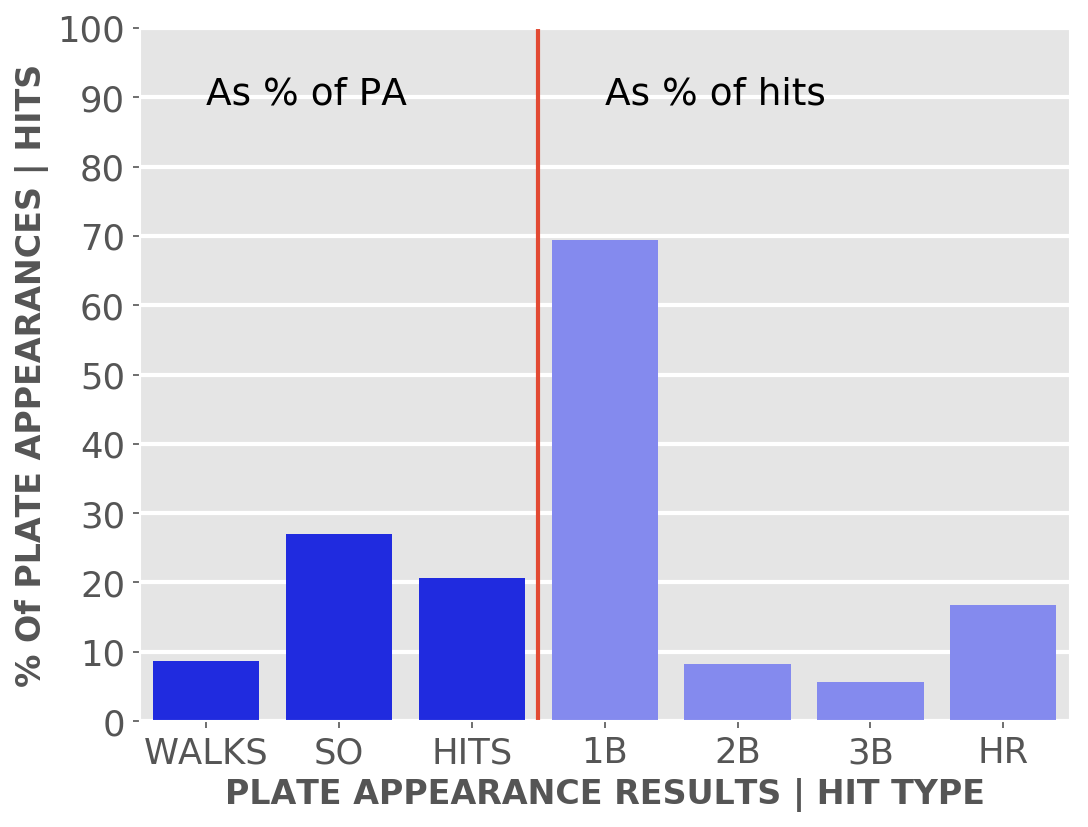 % Of PLATE APPEARANCES | HITS
100
90
80
70
60
50
40
30
20
10
0
As % of PA
As % of hits
WALKS SO HITS 1B 2B 3B HR
PLATE APPEARANCE RESULTS | HIT TYPE